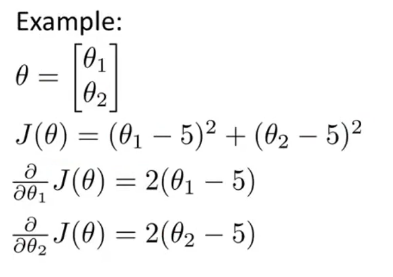 Example:
θ = [θ₁
θ₂]
J(θ) = (θ₁ − 5)² + (θ₂ − 5)²
∂/∂θ₁ J(θ) = 2(θ₁ − 5)
∂/∂θ₂ J(θ) = 2(θ₂ − 5)